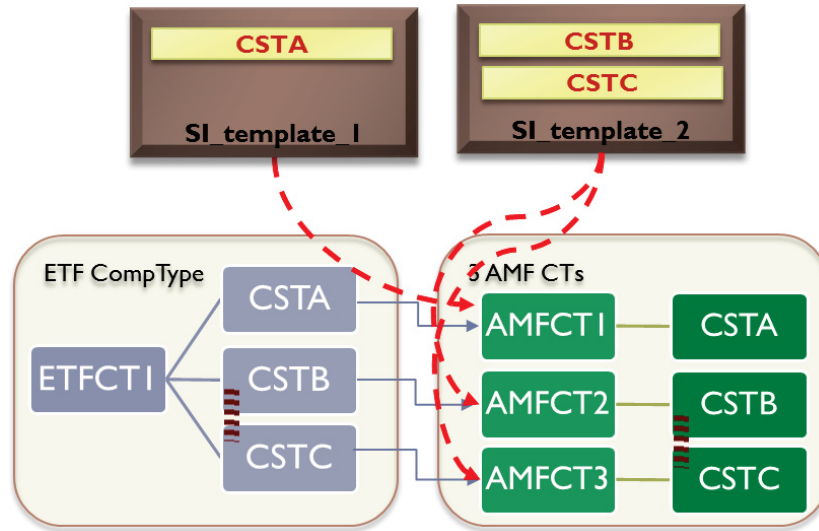 CSTA
SI_template_1
CSTB
CSTC
SI_template_2
ETF CompType
CSTA
ETFCT1
CSTB
CSTC
3 AMF CTs
AMFCT1
CSTA
AMFCT2
CSTB
AMFCT3
CSTC